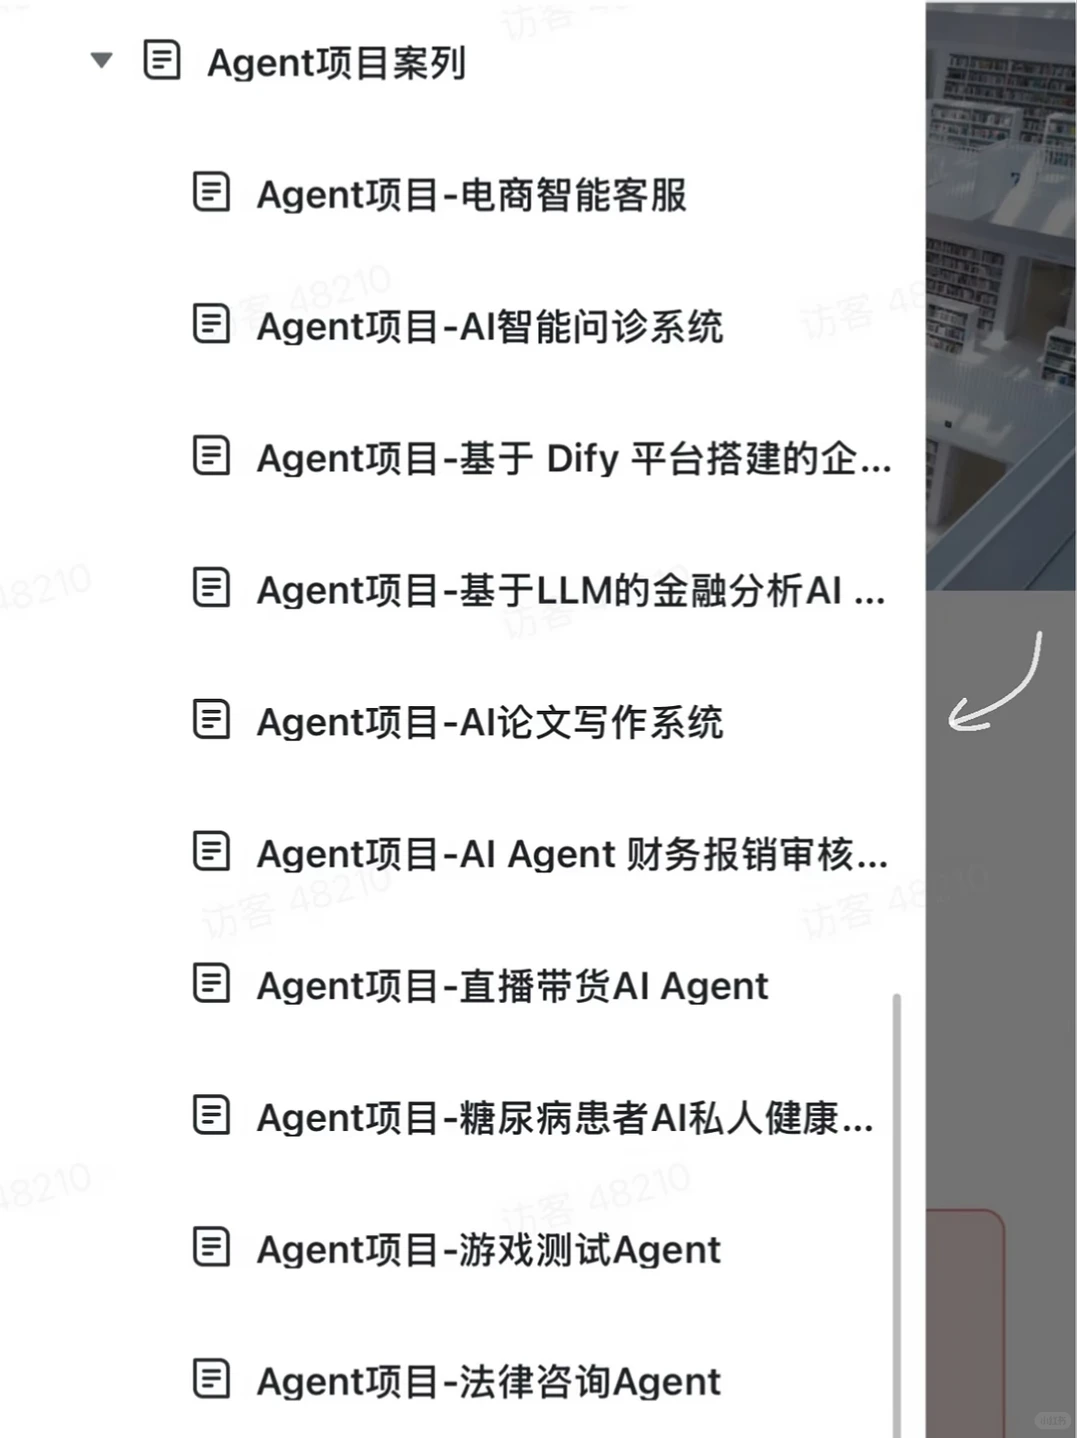 Agent项目案列
Agent项目-电商智能客服
Agent项目-AI智能问诊系统
Agent项目-基于 Dify 平台搭建的企...
Agent项目-基于LLM的金融分析AI ...
Agent项目-AI论文写作系统
Agent项目-AI Agent 财务报销审核...
Agent项目-直播带货AI Agent
Agent项目-糖尿病患者AI私人健康...
Agent项目-游戏测试Agent
Agent项目-法律咨询Agent
访客 48210
小红书